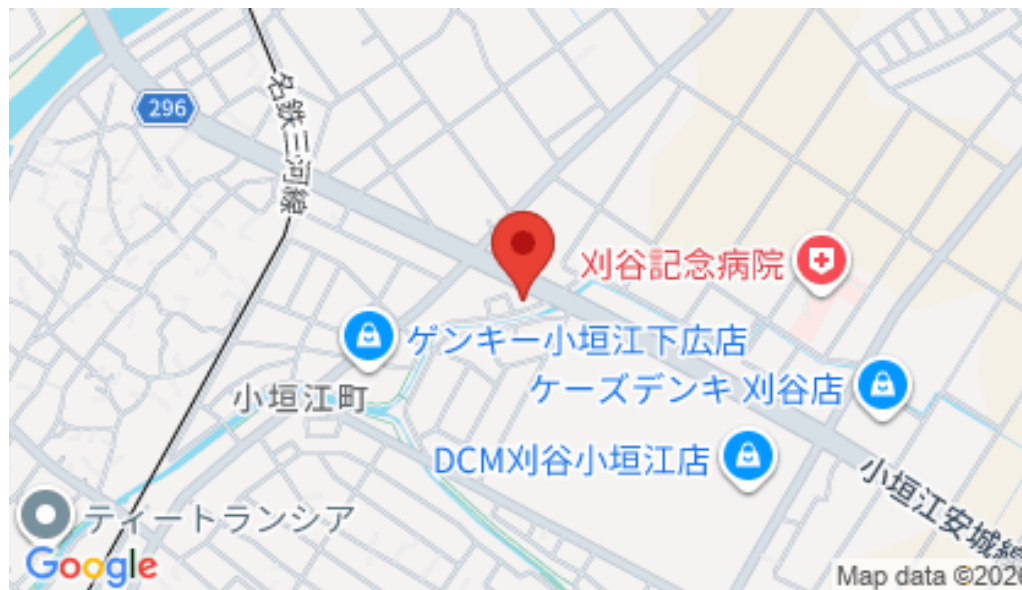 296
名鉄三河線
刈谷記念病院
ゲンキー小垣江下広店
ケーズデンキ 刈谷店
小垣江町
DCM刈谷小垣江店
小垣江安城線
ティートランシア
Google
Map data ©2026